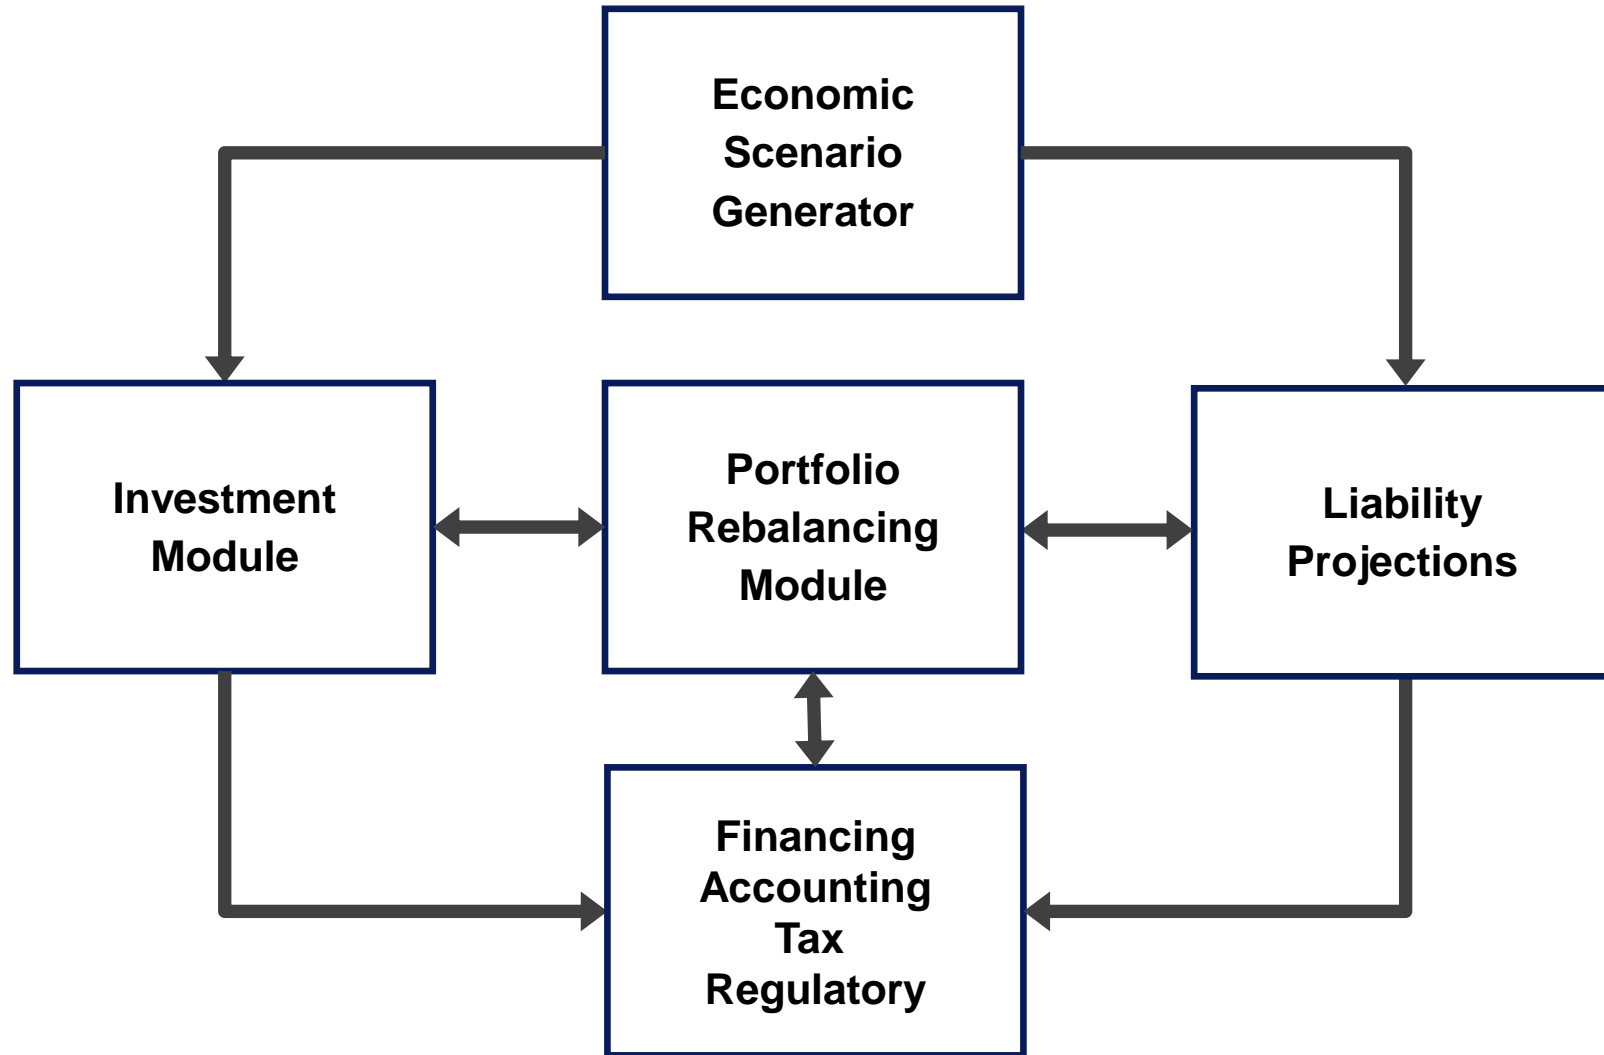 Economic
Scenario
Generator
Investment
Module
Portfolio
Rebalancing
Module
Liability
Projections
Financing
Accounting
Tax
Regulatory